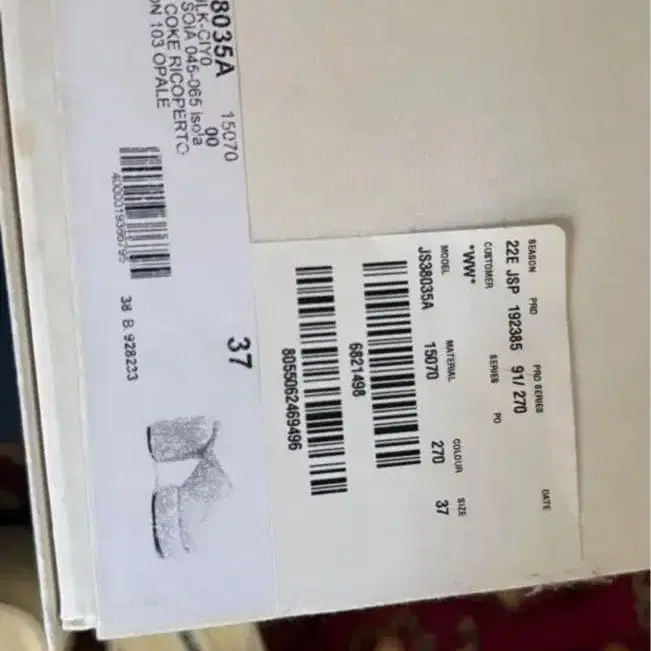 8035A 15070
LK-CIYO 00
SOIA 045-065 isola
COKE RICOPERTO
ON 103 OPALE
38 B 928233
37
SEASON PRD PRD SERIES DATE
22E JSP 192385 91/ 270
CUSTOMER SERIES PO
*WW*
MODEL MATERIAL COLOUR SIZE
JS38035A 15070 270 37
6821498
8055062469496